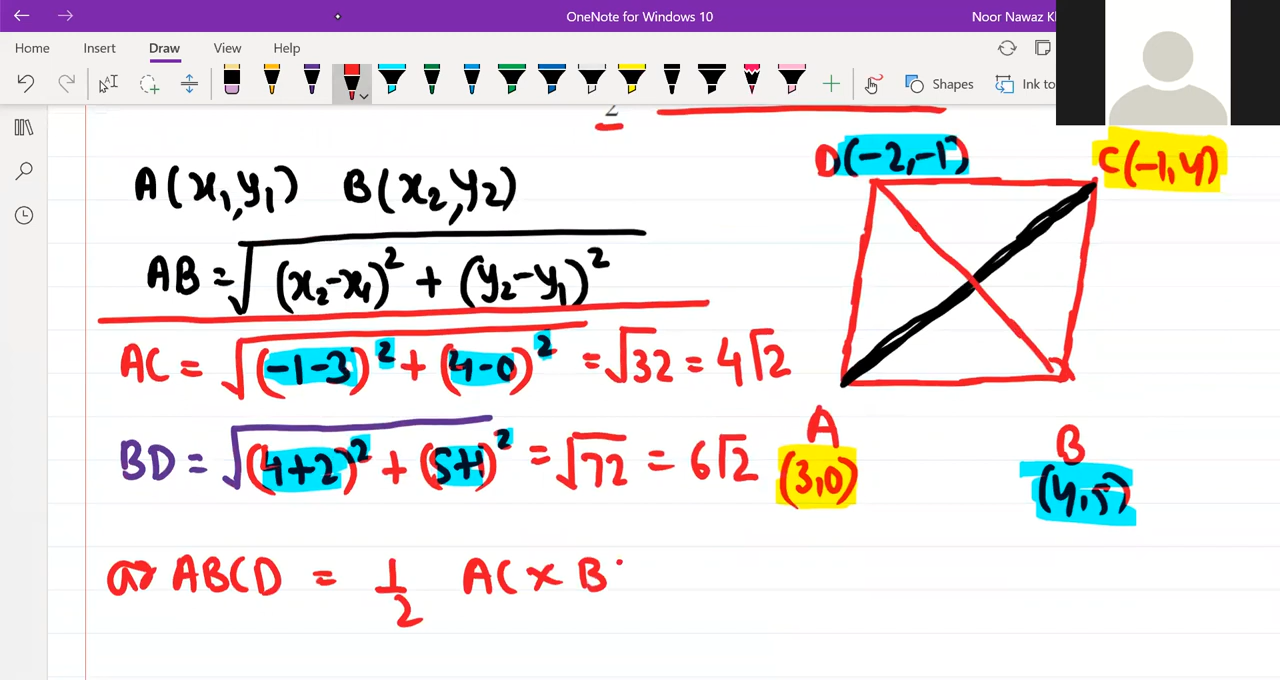 OneNote for Windows 10
Noor Nawaz Kh
Home Insert Draw View Help
Shapes
Ink to
2
D(-2,-1)
C(-1,4)
A(x₁,y₁) B(x₂,y₂)
AB=√(x₂-x₁)² + (y₂-y₁)²
AC = √(-1-3)² + (4-0)² = √32 = 4√2
BD = √(4+2)² + (5+1)² = √72 = 6√2
A
(3,0)
B
(4,5)
ar ABCD = 1/2 AC × B